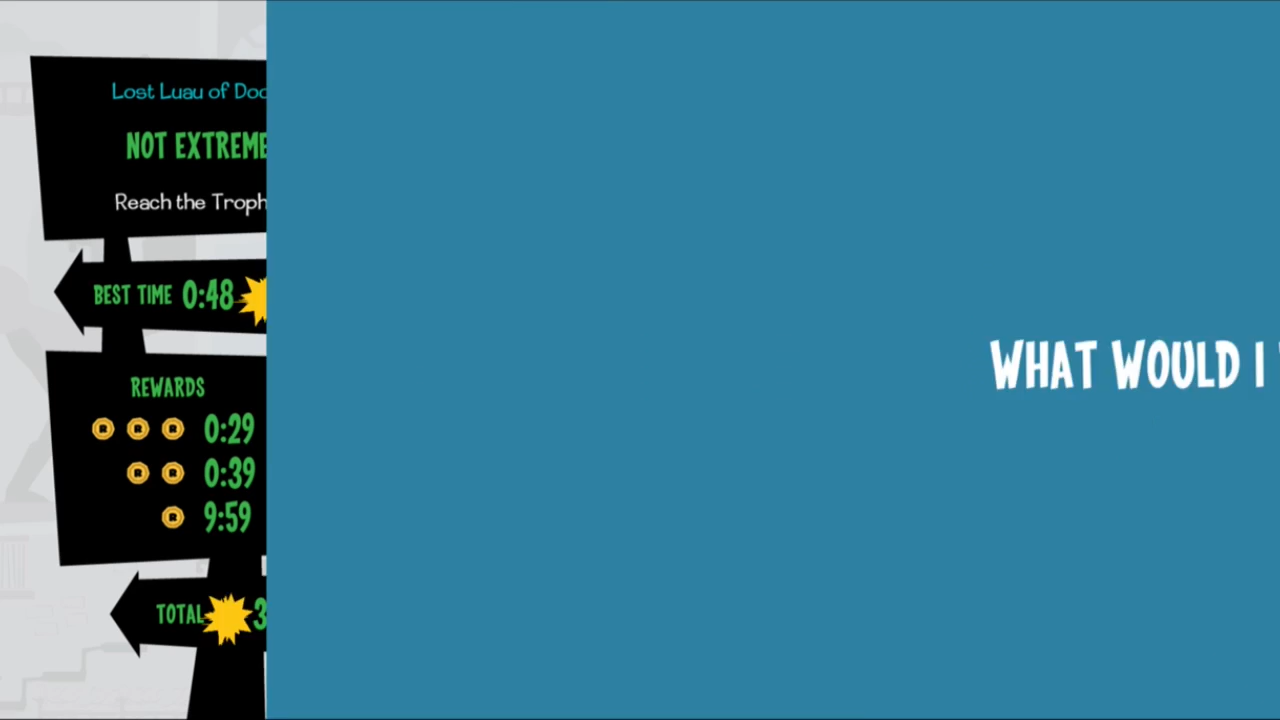 Lost Luau of Doo
NOT EXTREME
Reach the Troph
BEST TIME 0:48
REWARDS
R R R 0:29
R R 0:39
R 9:59
TOTAL 3
WHAT WOULD I